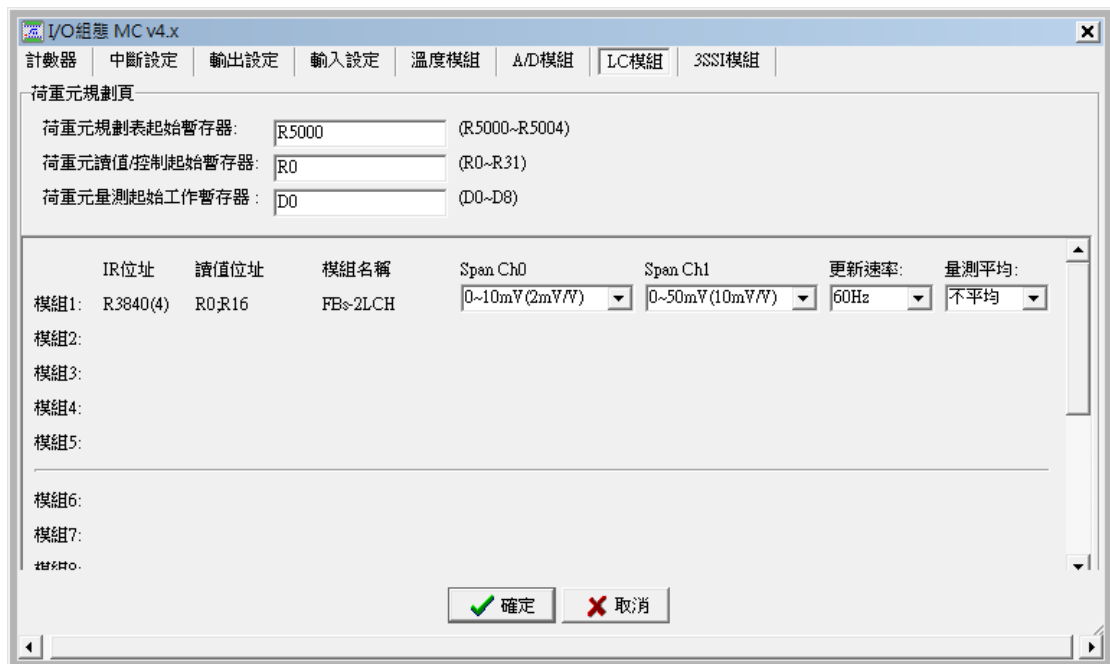 I/O組態 MC v4.x
計數器 中斷設定 輸出設定 輸入設定 溫度模組 A/D模組 LC模組 3SSI模組
荷重元規劃頁
荷重元規劃表起始暫存器: R5000 (R5000~R5004)
荷重元讀值/控制起始暫存器: R0 (R0~R31)
荷重元量測起始工作暫存器 : D0 (D0~D8)
IR位址 讀值位址 模組名稱 Span Ch0 Span Ch1 更新速率: 量測平均:
模組1: R3840(4) R0;R16 FBs-2LCH 0~10mV(2mV/V) 0~50mV(10mV/V) 60Hz 不平均
模組2:
模組3:
模組4:
模組5:
模組6:
模組7:
確定 取消